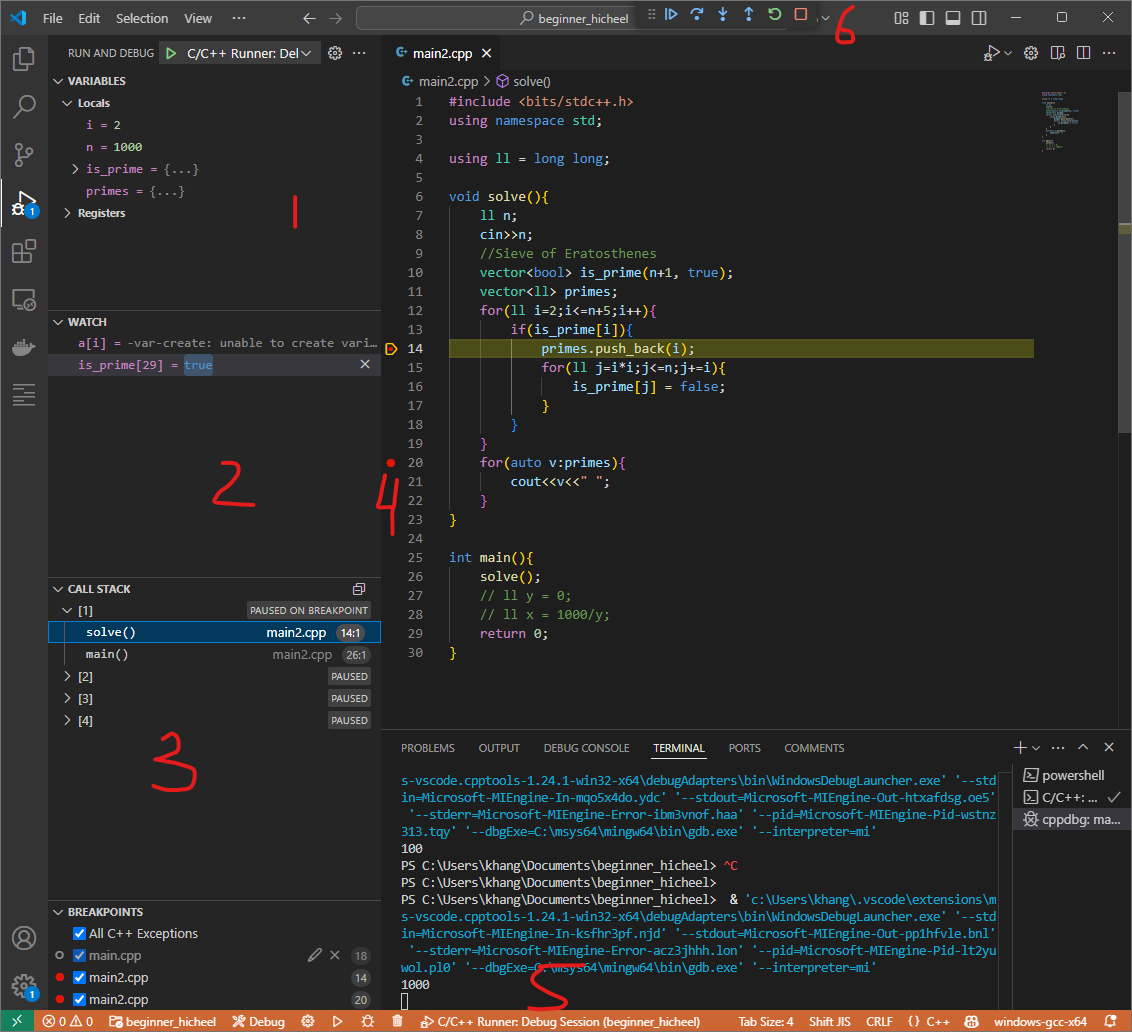 File Edit Selection View ··· beginner_hicheel
6
RUN AND DEBUG C/C++ Runner: Del ···
VARIABLES
Locals
i = 2
n = 1000
is_prime = {...}
primes = {...}
Registers
1
WATCH
a[i] = -var-create: unable to create vari…
is_prime[29] = true
2
CALL STACK
[1] PAUSED ON BREAKPOINT
solve() main2.cpp 14:1
main() main2.cpp 26:1
[2] PAUSED
[3] PAUSED
[4] PAUSED
3
BREAKPOINTS
All C++ Exceptions
main.cpp 18
main2.cpp 14
main2.cpp 20
1
1
main2.cpp
main2.cpp > solve()
1 #include <bits/stdc++.h>
2 using namespace std;
3
4 using ll = long long;
5
6 void solve(){
7 ll n;
8 cin>>n;
9 //Sieve of Eratosthenes
10 vector<bool> is_prime(n+1, true);
11 vector<ll> primes;
12 for(ll i=2;i<=n+5;i++){
13 if(is_prime[i]){
14 primes.push_back(i);
15 for(ll j=i*i;j<=n;j+=i){
16 is_prime[j] = false;
17 }
18 }
19 }
20 for(auto v:primes){
21 cout<<v<<" ";
22 }
23 }
24
25 int main(){
26 solve();
27 // ll y = 0;
28 // ll x = 1000/y;
29 return 0;
30 }
4
PROBLEMS OUTPUT DEBUG CONSOLE TERMINAL PORTS COMMENTS
s-vscode.cpptools-1.24.1-win32-x64\debugAdapters\bin\WindowsDebugLauncher.exe' '--std
in=Microsoft-MIEngine-In-mqo5x4do.ydc' '--stdout=Microsoft-MIEngine-Out-htxafdsg.oe5'
'--stderr=Microsoft-MIEngine-Error-ibm3vnof.haa' '--pid=Microsoft-MIEngine-Pid-wstnz
313.tqy' '--dbgExe=C:\msys64\mingw64\bin\gdb.exe' '--interpreter=mi'
100
PS C:\Users\khang\Documents\beginner_hicheel> ^C
PS C:\Users\khang\Documents\beginner_hicheel>
PS C:\Users\khang\Documents\beginner_hicheel> & 'c:\Users\khang\.vscode\extensions\m
s-vscode.cpptools-1.24.1-win32-x64\debugAdapters\bin\WindowsDebugLauncher.exe' '--std
in=Microsoft-MIEngine-In-ksfhr3pf.njd' '--stdout=Microsoft-MIEngine-Out-pp1hfvle.bnl'
'--stderr=Microsoft-MIEngine-Error-acz3jhhh.lon' '--pid=Microsoft-MIEngine-Pid-lt2yu
wol.pl0' '--dbgExe=C:\msys64\mingw64\bin\gdb.exe' '--interpreter=mi'
1000
5
powershell
C/C++: ...
cppdbg: ma...
0 0 beginner_hicheel Debug C/C++ Runner: Debug Session (beginner_hicheel) Tab Size: 4 Shift JIS CRLF {} C++ windows-gcc-x64